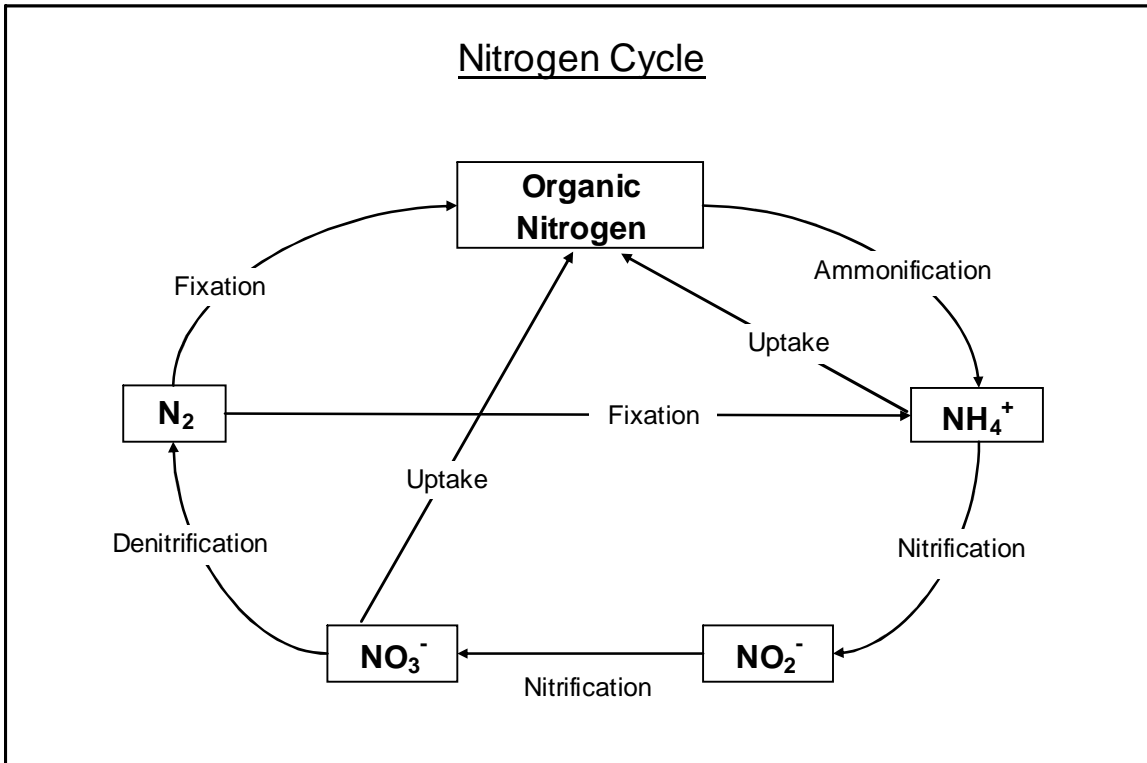 Nitrogen Cycle
Organic
Nitrogen
Fixation
Ammonification
Uptake
N₂
Fixation
NH₄⁺
Uptake
Denitrification
Nitrification
NO₃⁻
NO₂⁻
Nitrification